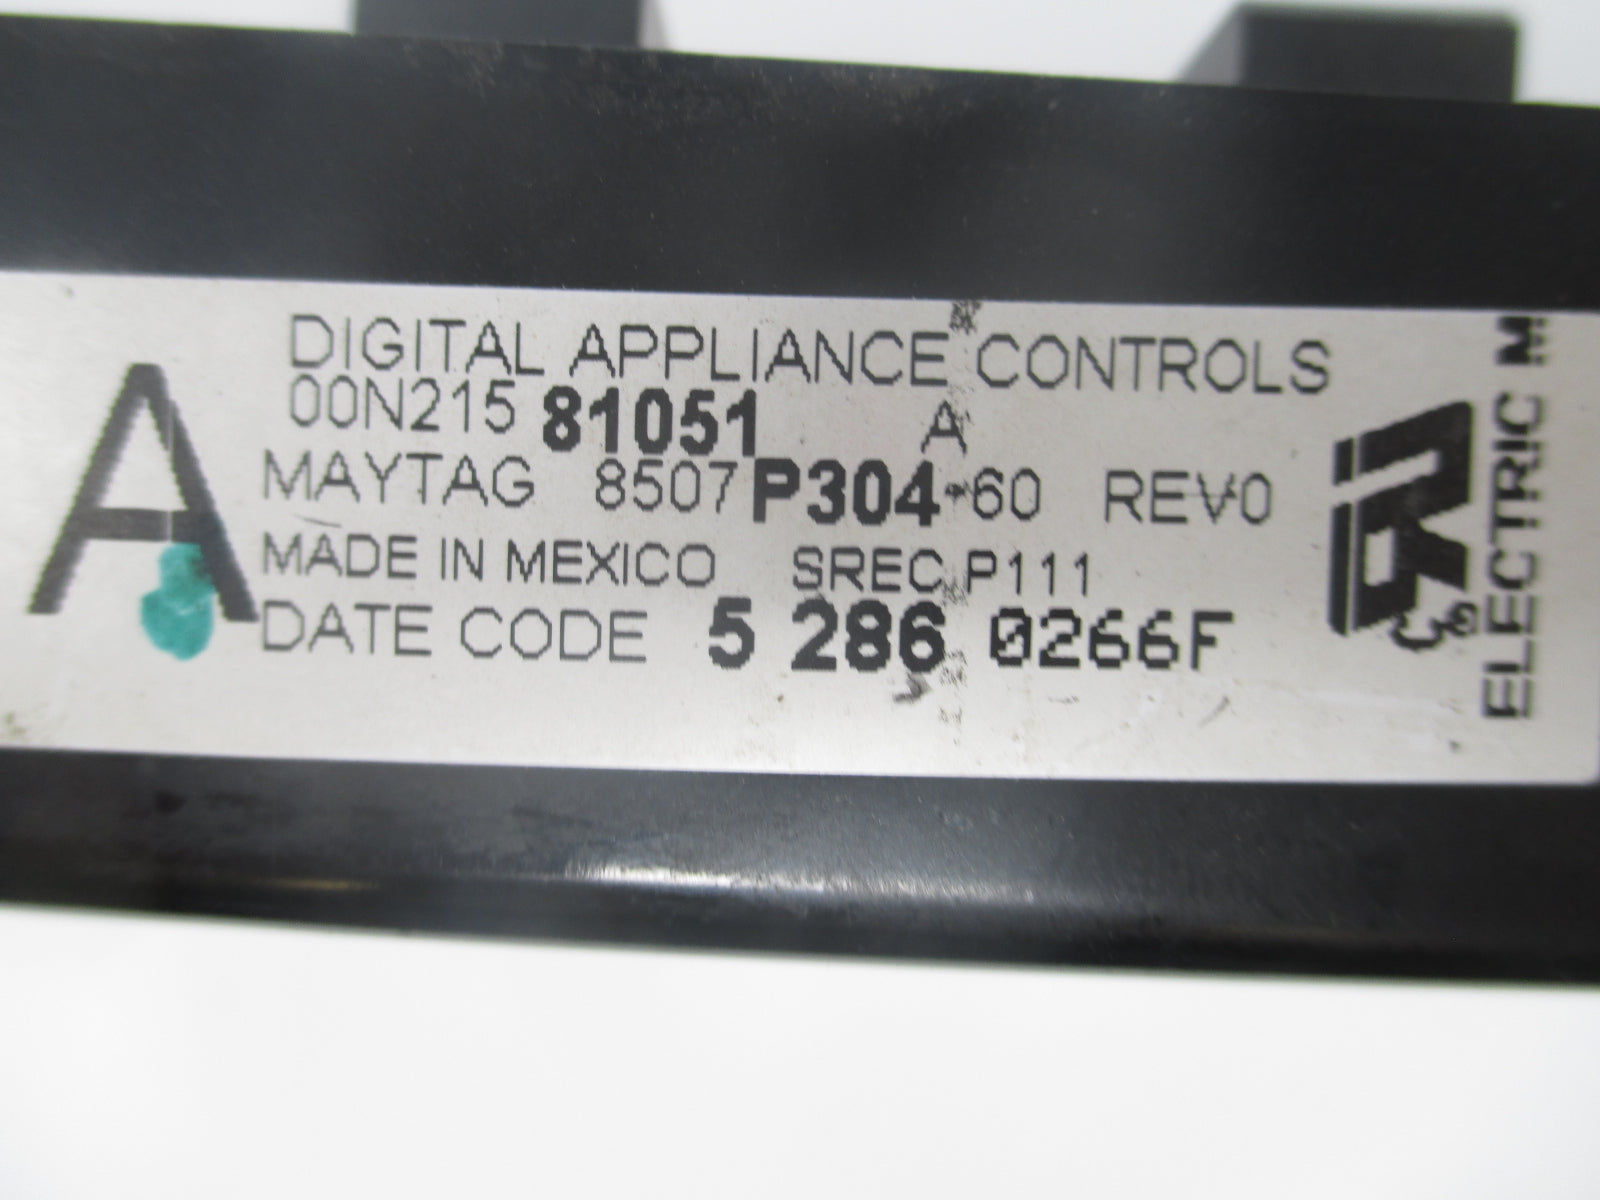 A
DIGITAL APPLIANCE CONTROLS
00N215 81051 A
MAYTAG 8507P304-60 REV0
MADE IN MEXICO SREC P111
DATE CODE 5 286 0266F
ELECTRIC M